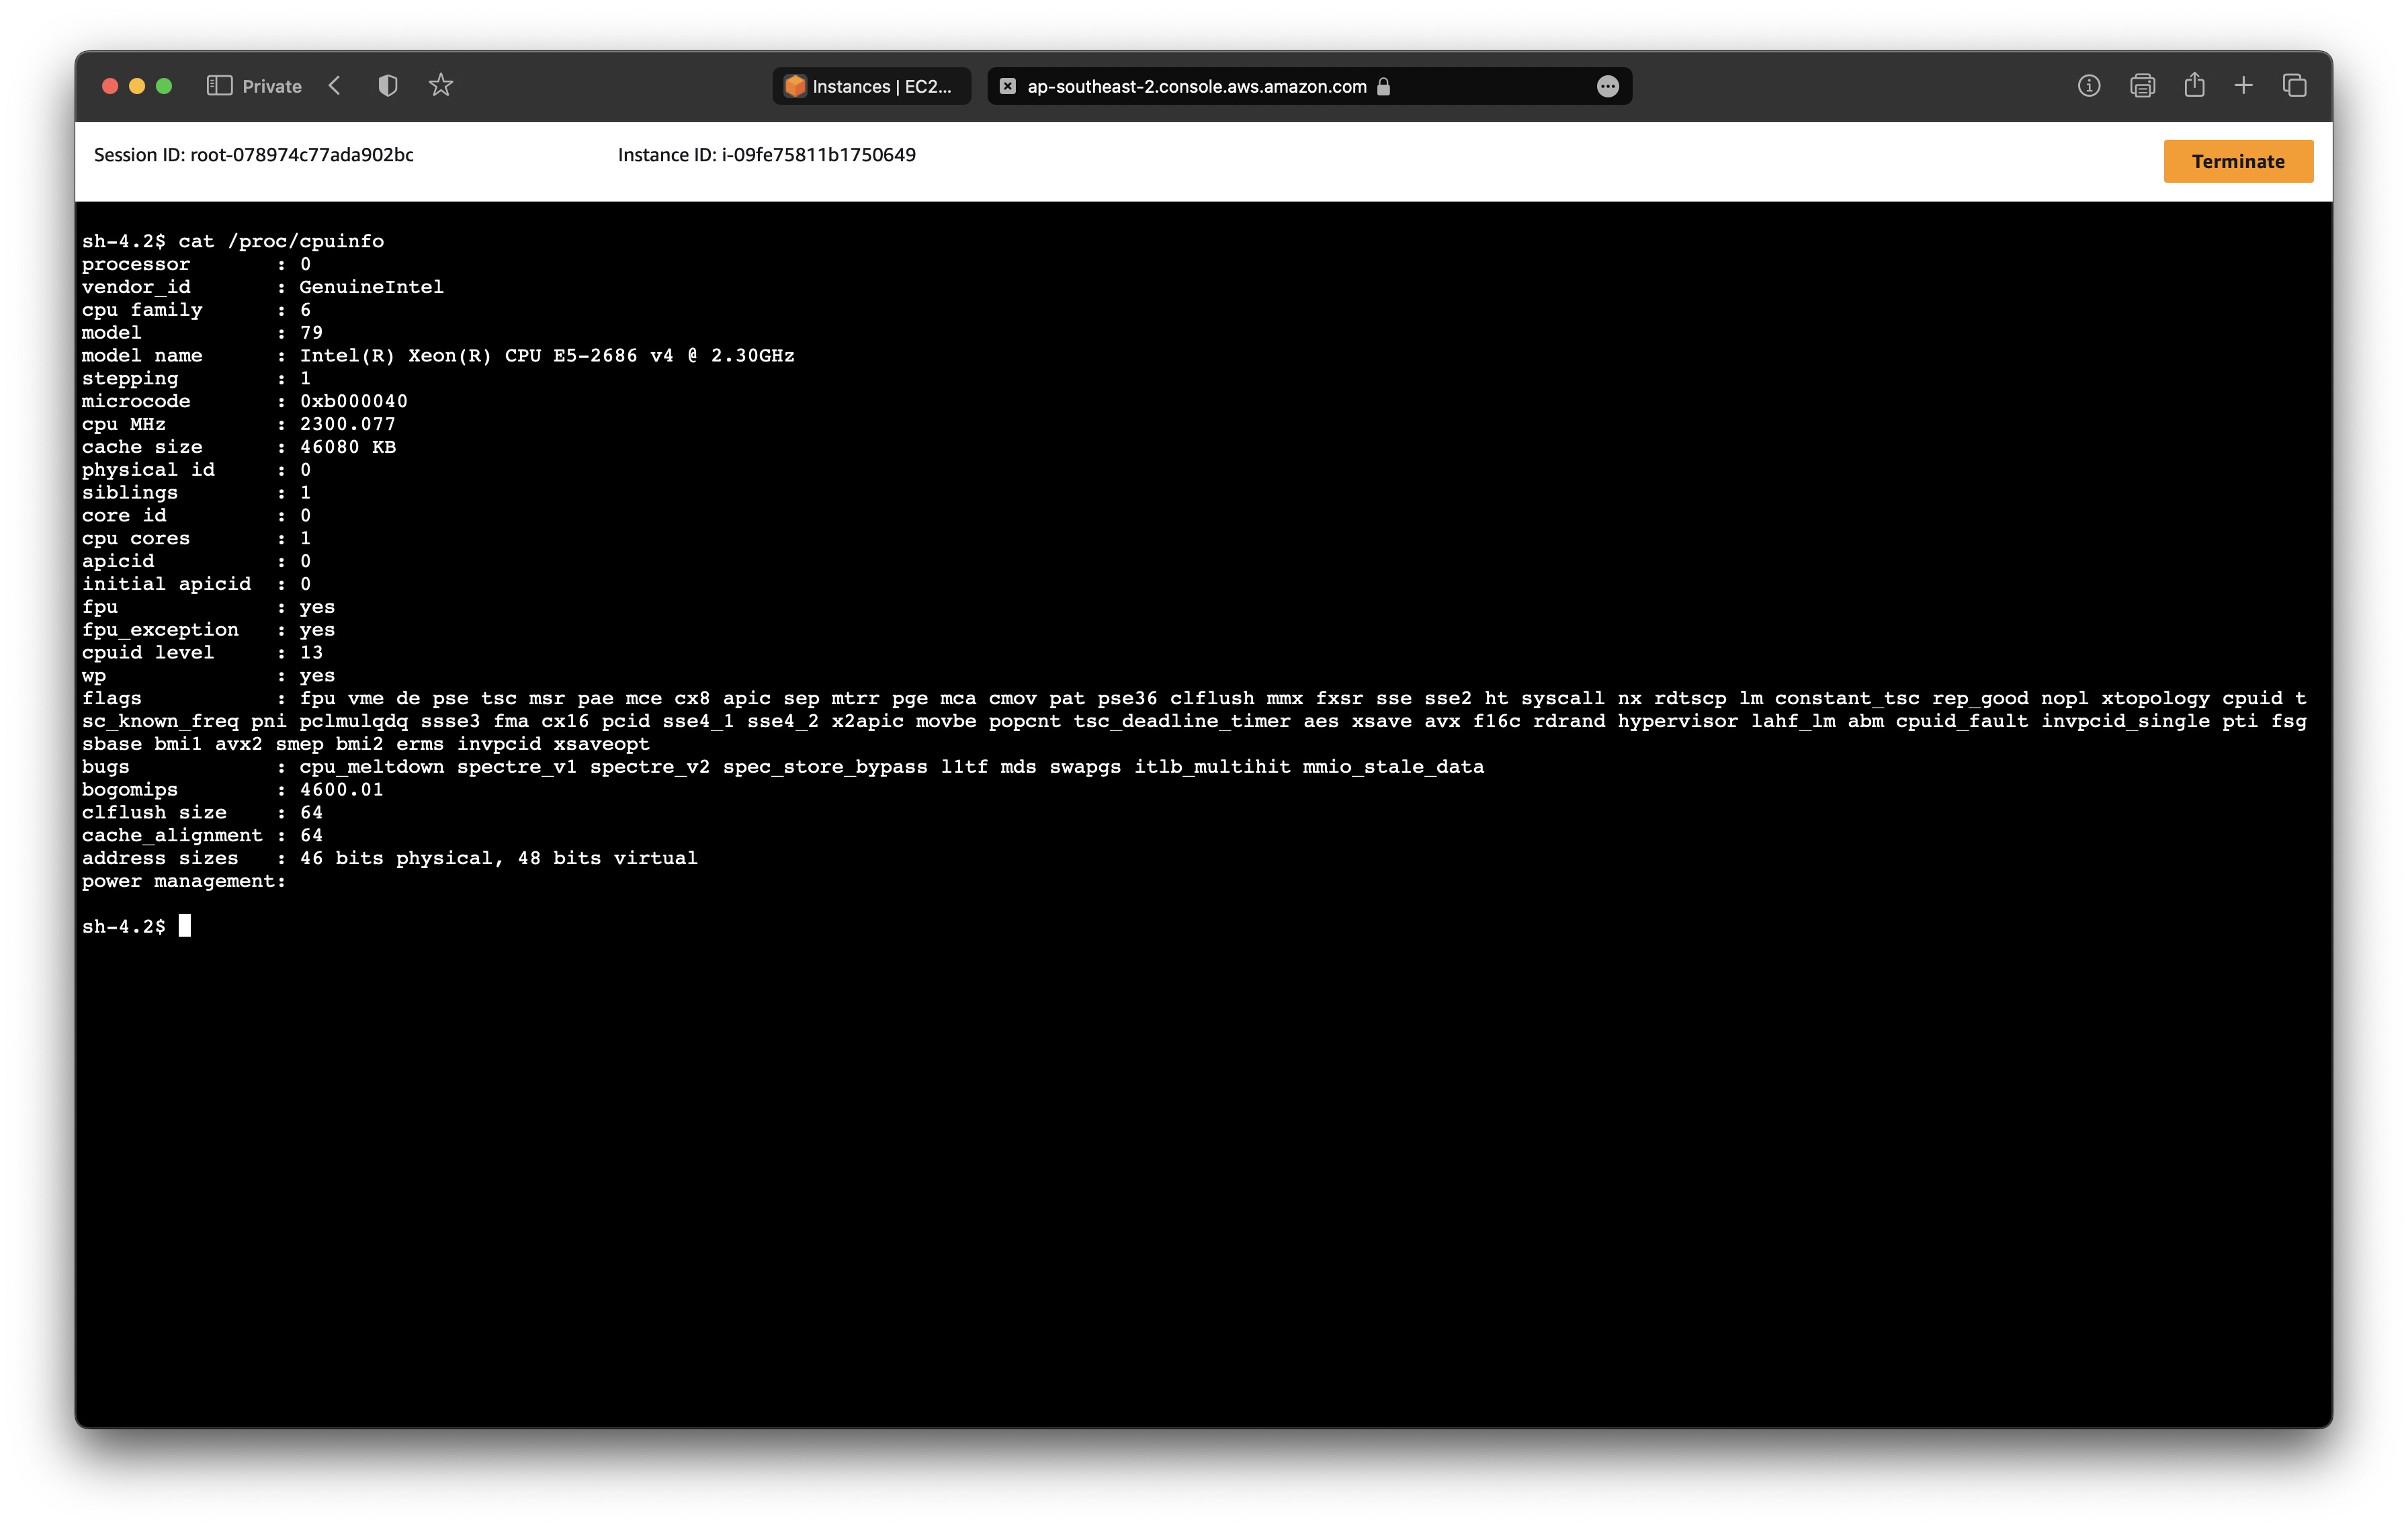 Private
Instances | EC2...
ap-southeast-2.console.aws.amazon.com
Session ID: root-078974c77ada902bc
Instance ID: i-09fe75811b1750649
Terminate
sh-4.2$ cat /proc/cpuinfo
processor : 0
vendor_id : GenuineIntel
cpu family : 6
model : 79
model name : Intel(R) Xeon(R) CPU E5-2686 v4 @ 2.30GHz
stepping : 1
microcode : 0xb000040
cpu MHz : 2300.077
cache size : 46080 KB
physical id : 0
siblings : 1
core id : 0
cpu cores : 1
apicid : 0
initial apicid : 0
fpu : yes
fpu_exception : yes
cpuid level : 13
wp : yes
flags : fpu vme de pse tsc msr pae mce cx8 apic sep mtrr pge mca cmov pat pse36 clflush mmx fxsr sse sse2 ht syscall nx rdtscp lm constant_tsc rep_good nopl xtopology cpuid t
sc_known_freq pni pclmulqdq ssse3 fma cx16 pcid sse4_1 sse4_2 x2apic movbe popcnt tsc_deadline_timer aes xsave avx f16c rdrand hypervisor lahf_lm abm cpuid_fault invpcid_single pti fsg
sbase bmi1 avx2 smep bmi2 erms invpcid xsaveopt
bugs : cpu_meltdown spectre_v1 spectre_v2 spec_store_bypass l1tf mds swapgs itlb_multihit mmio_stale_data
bogomips : 4600.01
clflush size : 64
cache_alignment : 64
address sizes : 46 bits physical, 48 bits virtual
power management:
sh-4.2$